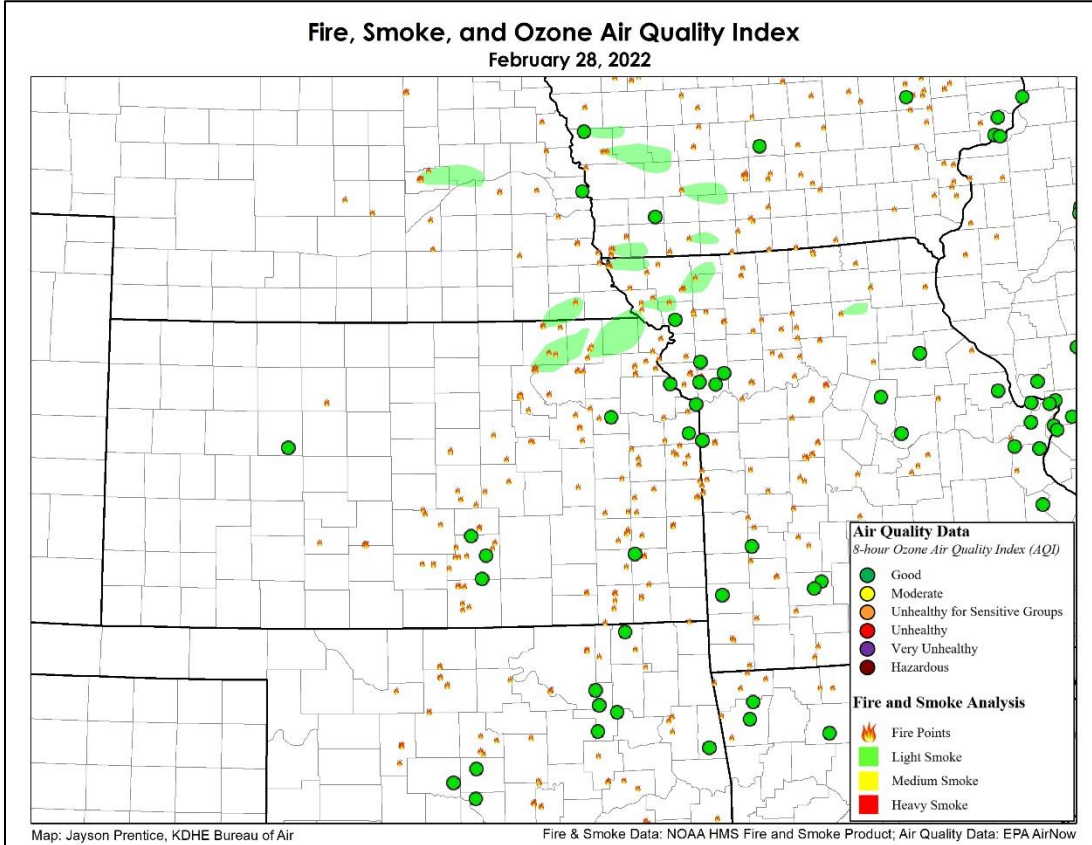 Fire, Smoke, and Ozone Air Quality Index
February 28, 2022
Air Quality Data
8-hour Ozone Air Quality Index (AQI)
Good
Moderate
Unhealthy for Sensitive Groups
Unhealthy
Very Unhealthy
Hazardous
Fire and Smoke Analysis
Fire Points
Light Smoke
Medium Smoke
Heavy Smoke
Map: Jayson Prentice, KDHE Bureau of Air
Fire & Smoke Data: NOAA HMS Fire and Smoke Product; Air Quality Data: EPA AirNow